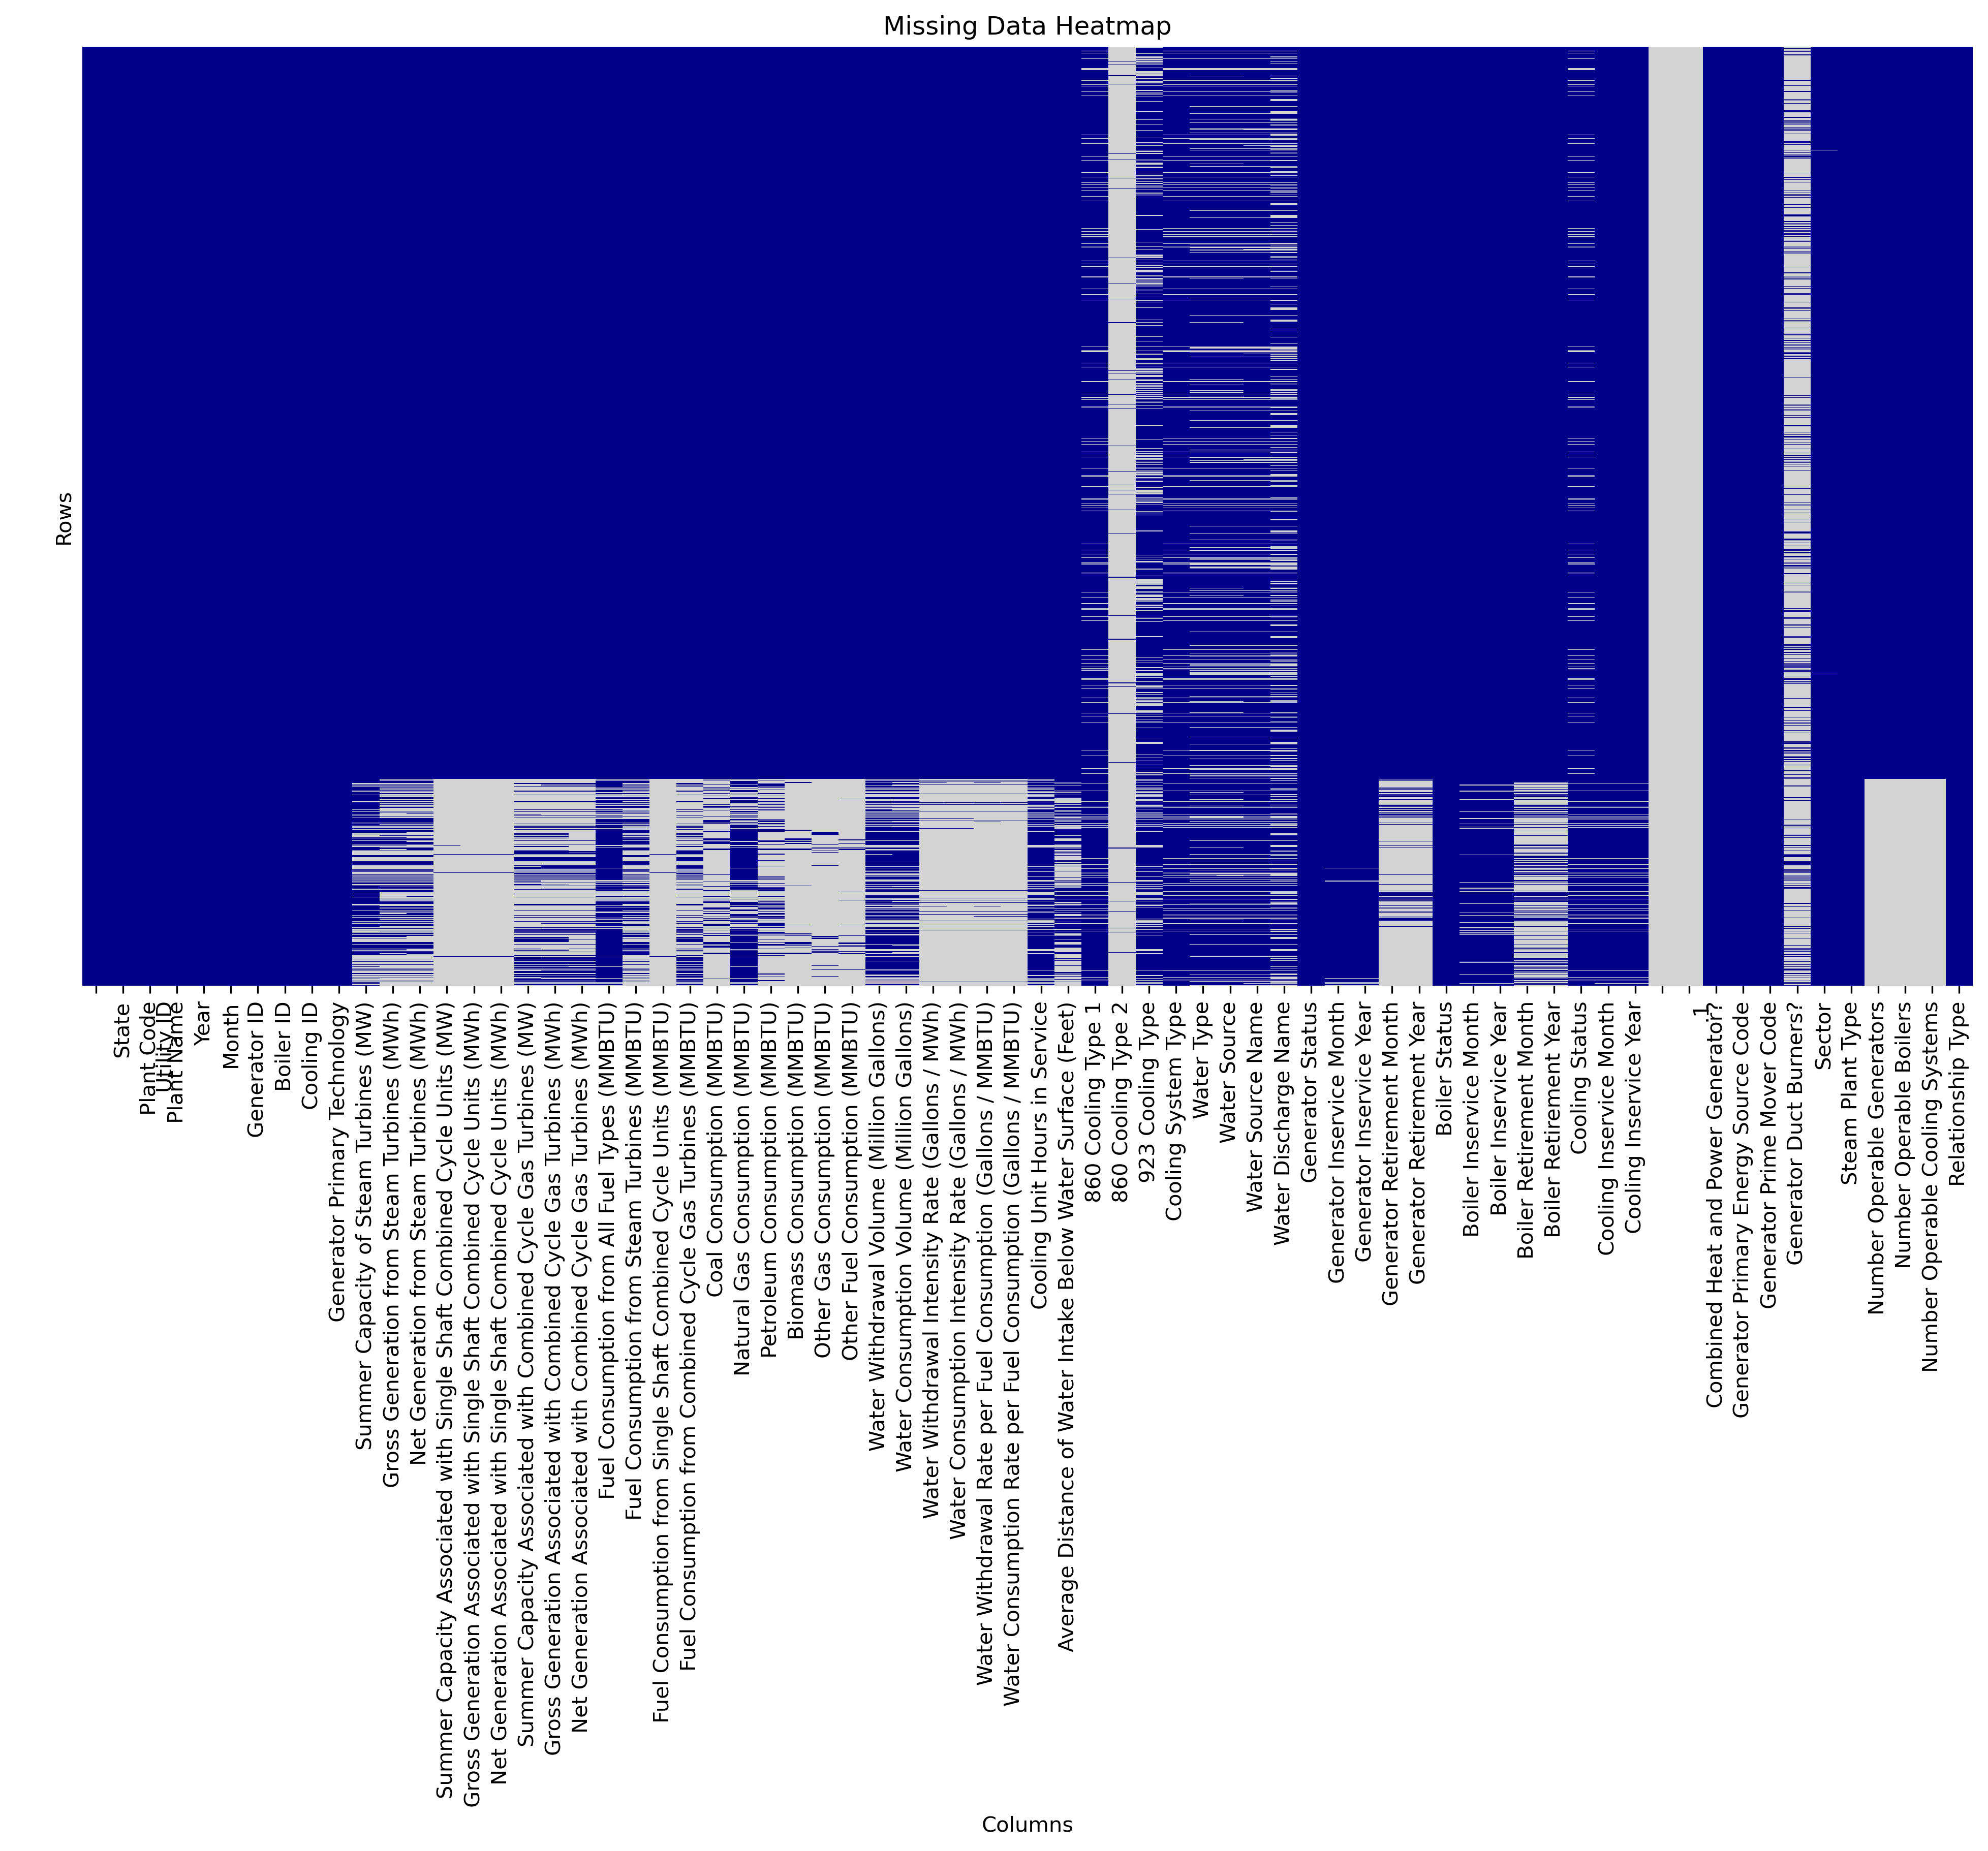 Missing Data Heatmap
Rows
State
Plant Code
Utility ID
Plant Name
Year
Month
Generator ID
Boiler ID
Cooling ID
Generator Primary Technology
Summer Capacity of Steam Turbines (MW)
Gross Generation from Steam Turbines (MWh)
Net Generation from Steam Turbines (MWh)
Summer Capacity Associated with Single Shaft Combined Cycle Units (MW)
Gross Generation Associated with Single Shaft Combined Cycle Units (MWh)
Net Generation Associated with Single Shaft Combined Cycle Units (MWh)
Summer Capacity Associated with Combined Cycle Gas Turbines (MW)
Gross Generation Associated with Combined Cycle Gas Turbines (MWh)
Net Generation Associated with Combined Cycle Gas Turbines (MWh)
Fuel Consumption from All Fuel Types (MMBTU)
Fuel Consumption from Steam Turbines (MMBTU)
Fuel Consumption from Single Shaft Combined Cycle Units (MMBTU)
Fuel Consumption from Combined Cycle Gas Turbines (MMBTU)
Coal Consumption (MMBTU)
Natural Gas Consumption (MMBTU)
Petroleum Consumption (MMBTU)
Biomass Consumption (MMBTU)
Other Gas Consumption (MMBTU)
Other Fuel Consumption (MMBTU)
Water Withdrawal Volume (Million Gallons)
Water Consumption Volume (Million Gallons)
Water Withdrawal Intensity Rate (Gallons / MWh)
Water Consumption Intensity Rate (Gallons / MWh)
Water Withdrawal Rate per Fuel Consumption (Gallons / MMBTU)
Water Consumption Rate per Fuel Consumption (Gallons / MMBTU)
Cooling Unit Hours in Service
Average Distance of Water Intake Below Water Surface (Feet)
860 Cooling Type 1
860 Cooling Type 2
923 Cooling Type
Cooling System Type
Water Type
Water Source
Water Source Name
Water Discharge Name
Generator Status
Generator Inservice Month
Generator Inservice Year
Generator Retirement Month
Generator Retirement Year
Boiler Status
Boiler Inservice Month
Boiler Inservice Year
Boiler Retirement Month
Boiler Retirement Year
Cooling Status
Cooling Inservice Month
Cooling Inservice Year
.1
Combined Heat and Power Generator?
Generator Primary Energy Source Code
Generator Prime Mover Code
Generator Duct Burners?
Sector
Steam Plant Type
Number Operable Generators
Number Operable Boilers
Number Operable Cooling Systems
Relationship Type
Columns